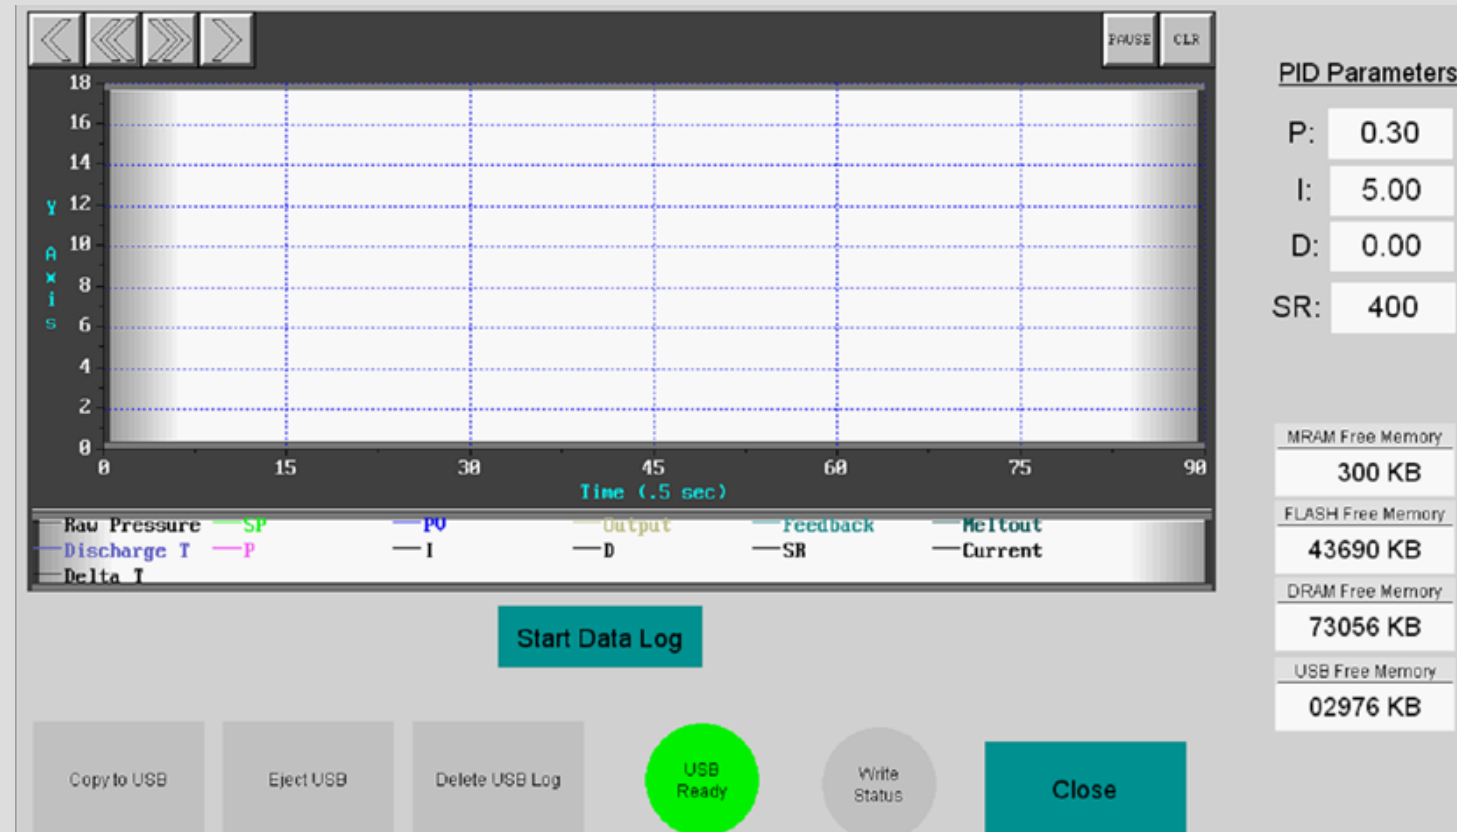 PAUSE CLR
PID Parameters
P: 0.30
I: 5.00
D: 0.00
SR: 400
18
16
14
12
10
8
6
4
2
0
Y Axis
0 15 30 45 60 75 90
Time (.5 sec)
Raw Pressure SP PV Output Feedback Meltout
Discharge T P I D SR Current
Delta T
MRAM Free Memory
300 KB
FLASH Free Memory
43690 KB
DRAM Free Memory
73056 KB
USB Free Memory
02976 KB
Start Data Log
Copy to USB
Eject USB
Delete USB Log
USB
Ready
Write
Status
Close